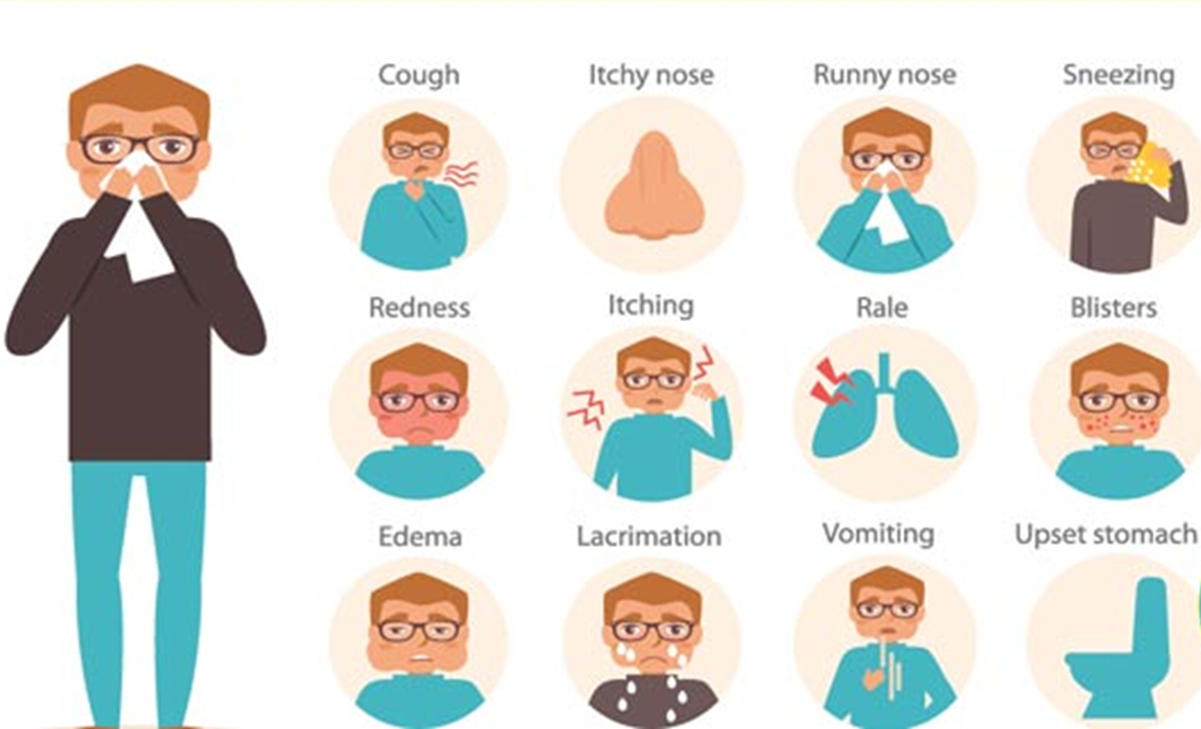 Cough
Itchy nose
Runny nose
Sneezing
Redness
Itching
Rale
Blisters
Edema
Lacrimation
Vomiting
Upset stomach